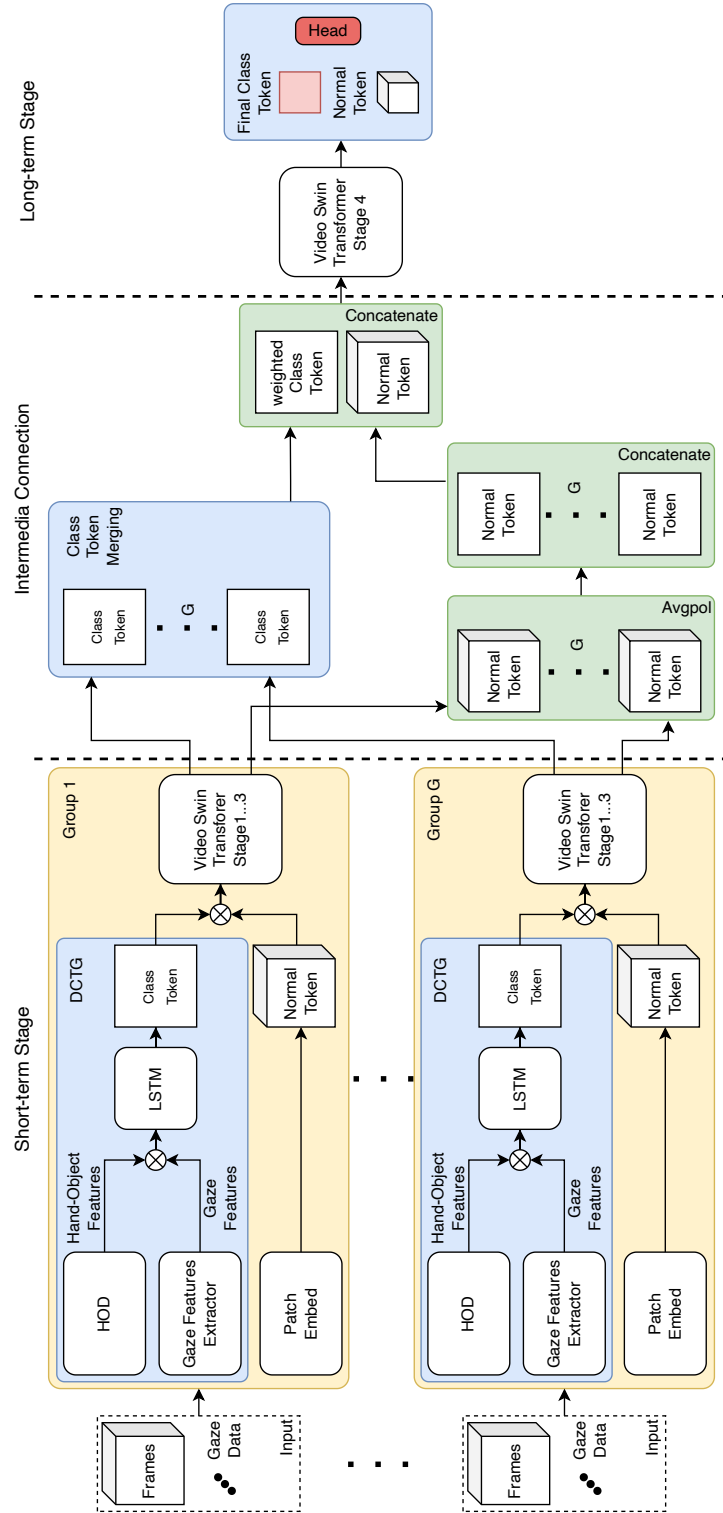 Short-term Stage
Intermedia Connection
Long-term Stage
Frames
Gaze
Data
Input
Group 1
DCTG
HOD
Hand-Object
Features
Gaze Features
Extractor
Gaze
Features
LSTM
Class
Token
Patch
Embed
Normal
Token
Video Swin
Transforer
Stage1...3
Frames
Gaze
Data
Input
Group G
DCTG
HOD
Hand-Object
Features
Gaze Features
Extractor
Gaze
Features
LSTM
Class
Token
Patch
Embed
Normal
Token
Video Swin
Transforer
Stage1...3
Class
Token
Merging
Class
Token
G
Class
Token
Normal
Token
G
Normal
Token
Avgpol
Normal
Token
G
Normal
Token
Concatenate
weighted
Class
Token
Normal
Token
Concatenate
Video Swin
Transformer
Stage 4
Final Class
Token
Normal
Token
Head